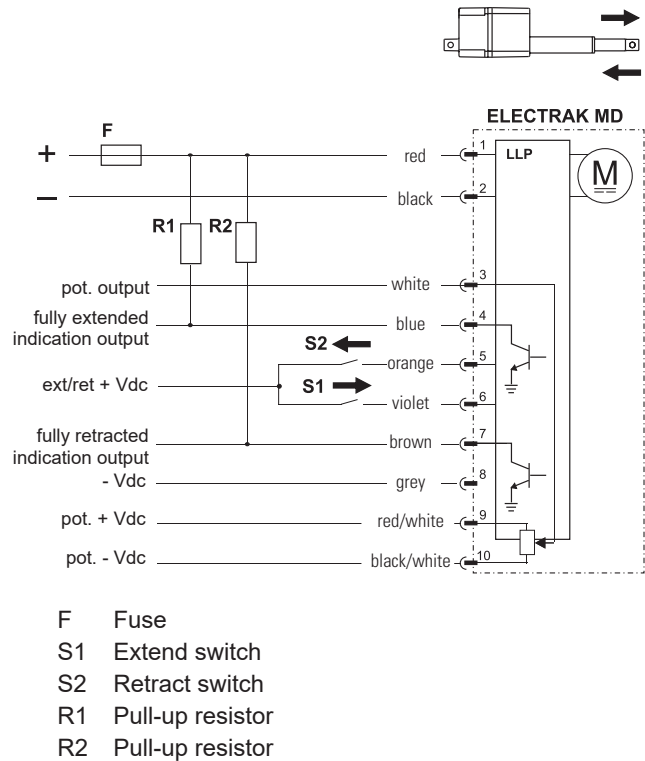 ELECTRAK MD
F
+
red
1
LLP
M
–
black
2
R1
R2
pot. output
white
3
fully extended
indication output
blue
4
S2
orange
5
ext/ret + Vdc
S1
violet
6
fully retracted
indication output
brown
7
- Vdc
grey
8
pot. + Vdc
red/white
9
pot. - Vdc
black/white
10
F Fuse
S1 Extend switch
S2 Retract switch
R1 Pull-up resistor
R2 Pull-up resistor